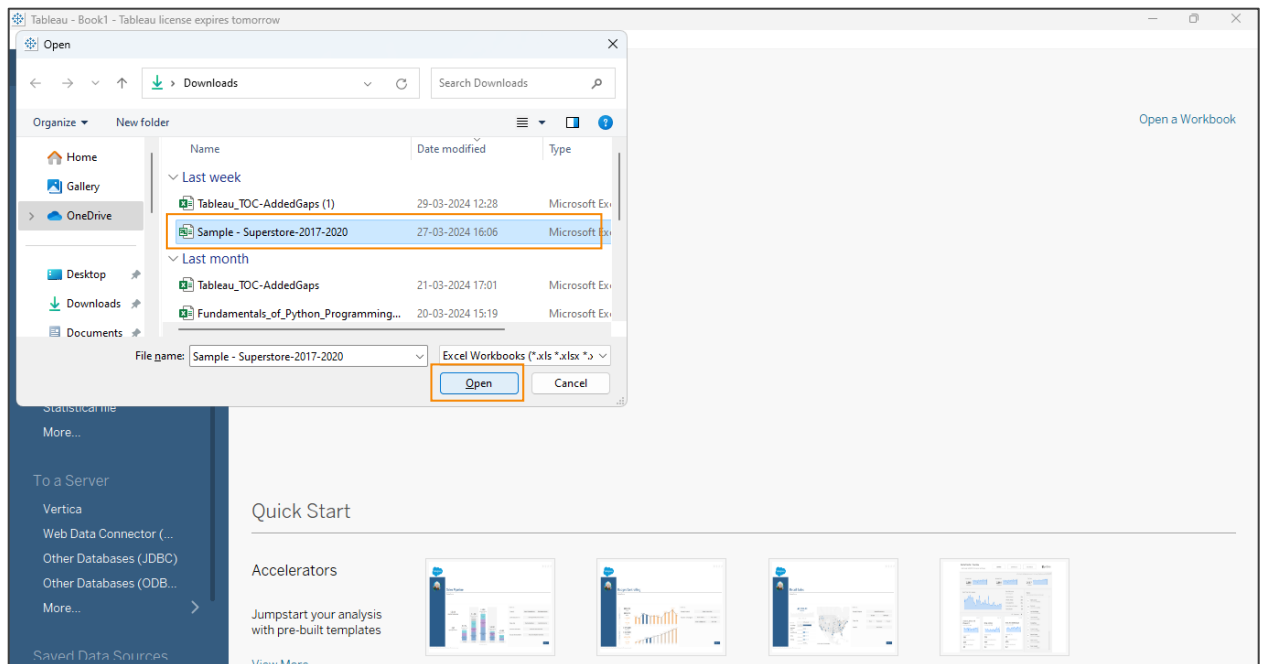 Tableau - Book1 - Tableau license expires tomorrow
Open
Downloads
Search Downloads
Organize
New folder
Open a Workbook
Name
Date modified
Type
Home
Gallery
OneDrive
Desktop
Downloads
Documents
Last week
Tableau_TOC-AddedGaps (1) 29-03-2024 12:28 Microsoft Ex
Sample - Superstore-2017-2020 27-03-2024 16:06 Microsoft Ex
Last month
Tableau_TOC-AddedGaps 21-03-2024 17:01 Microsoft Ex
Fundamentals_of_Python_Programming... 20-03-2024 15:19 Microsoft Ex
File name: Sample - Superstore-2017-2020
Excel Workbooks (*.xls *.xlsx *.
Open
Cancel
Statistical file
More...
To a Server
Vertica
Web Data Connector (...
Other Databases (JDBC)
Other Databases (ODB...
More...
Saved Data Sources
Quick Start
Accelerators
Jumpstart your analysis
with pre-built templates
View More